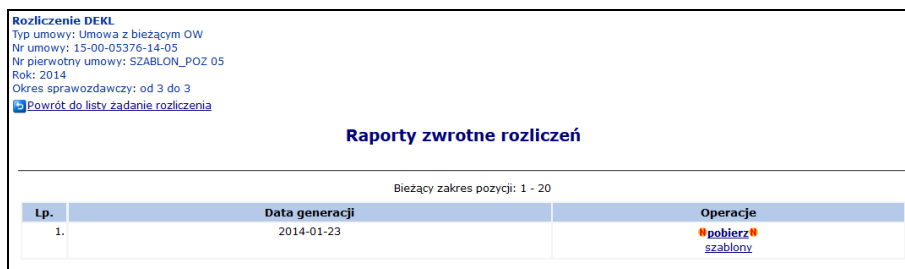 Rozliczenie DEKL
Typ umowy: Umowa z bieżącym OW
Nr umowy: 15-00-05376-14-05
Nr pierwotny umowy: SZABLON_POZ 05
Rok: 2014
Okres sprawozdawczy: od 3 do 3
Powrót do listy żądanie rozliczenia
Raporty zwrotne rozliczeń
Bieżący zakres pozycji: 1 - 20
Lp. Data generacji Operacje
1. 2014-01-23 N pobierz N
szablony